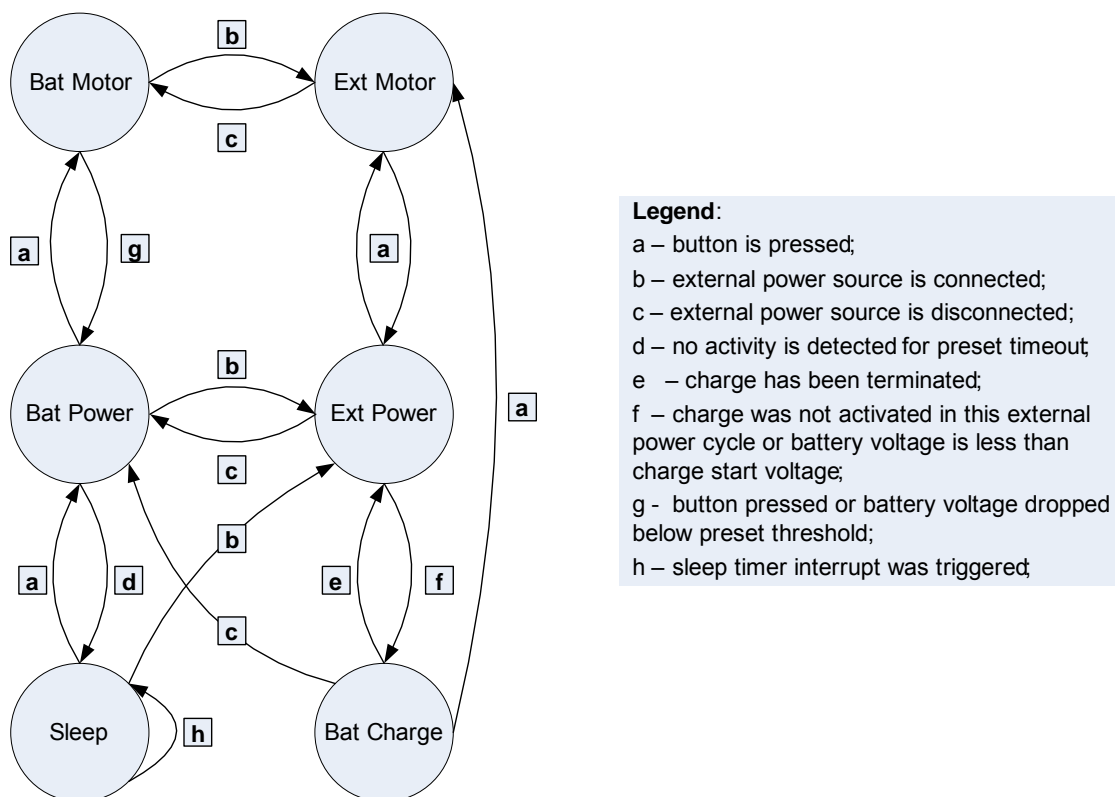 b
Bat Motor
Ext Motor
c
a
g
a
Legend:
a – button is pressed;
b – external power source is connected;
c – external power source is disconnected;
d – no activity is detected for preset timeout;
e – charge has been terminated;
f – charge was not activated in this external
power cycle or battery voltage is less than
charge start voltage;
g - button pressed or battery voltage dropped
below preset threshold;
h – sleep timer interrupt was triggered;
b
Bat Power
Ext Power
a
c
b
a
d
e
f
c
Sleep
h
Bat Charge